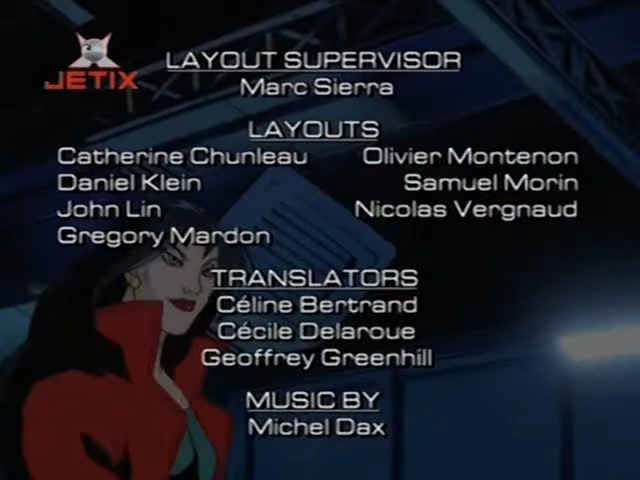 JETIX
LAYOUT SUPERVISOR
Marc Sierra
LAYOUTS
Catherine Chunleau Olivier Montenon
Daniel Klein Samuel Morin
John Lin Nicolas Vergnaud
Gregory Mardon
TRANSLATORS
Céline Bertrand
Cécile Delaroue
Geoffrey Greenhill
MUSIC BY
Michel Dax